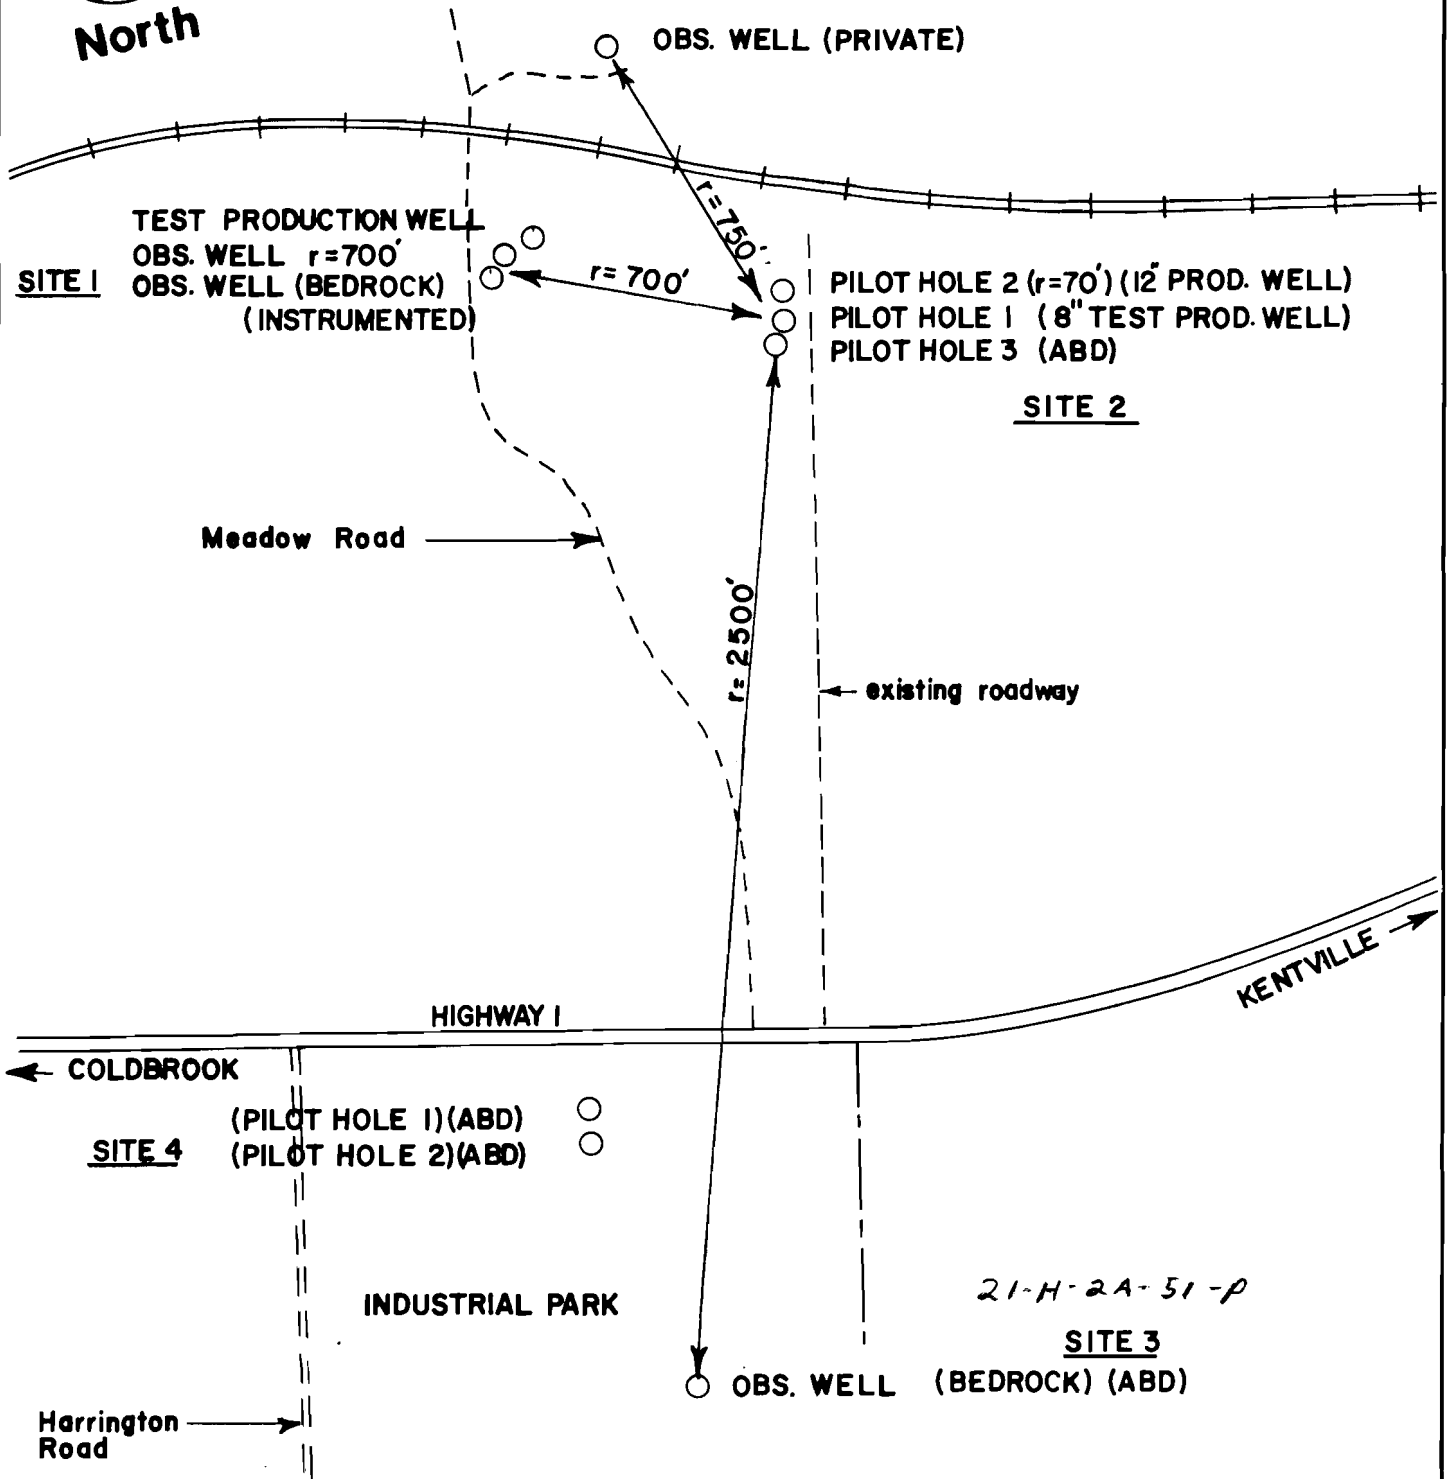 North
OBS. WELL (PRIVATE)
r=750'
TEST PRODUCTION WELL
OBS. WELL r=700'
SITE 1 OBS. WELL (BEDROCK)
(INSTRUMENTED)
r=700'
PILOT HOLE 2 (r=70') (12" PROD. WELL)
PILOT HOLE 1 (8" TEST PROD. WELL)
PILOT HOLE 3 (ABD)
SITE 2
Meadow Road
r=2500'
existing roadway
KENTVILLE
HIGHWAY 1
COLDBROOK
(PILOT HOLE 1)(ABD)
SITE 4 (PILOT HOLE 2)(ABD)
INDUSTRIAL PARK
21-H-2A-51-P
SITE 3
OBS. WELL (BEDROCK) (ABD)
Harrington
Road